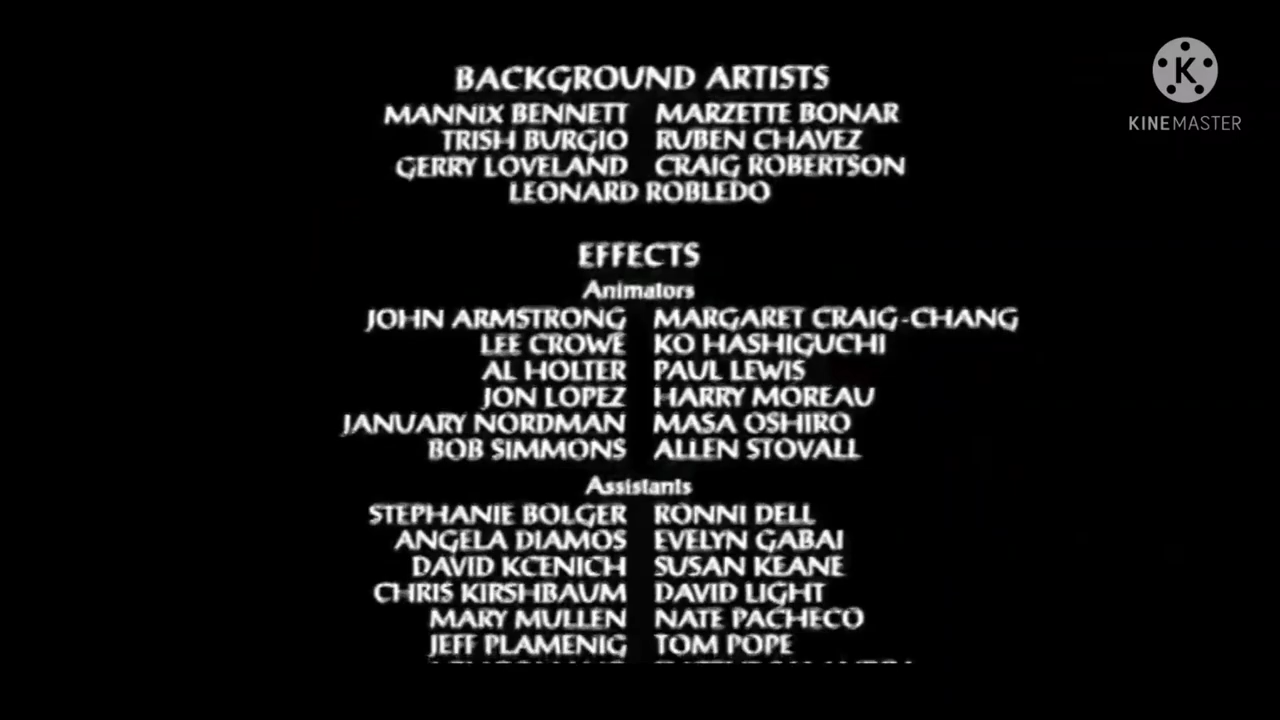 BACKGROUND ARTISTS
MANNIX BENNETT MARZETTE BONAR
TRISH BURGIO RUBEN CHAVEZ
GERRY LOVELAND CRAIG ROBERTSON
LEONARD ROBLEDO
EFFECTS
Animators
JOHN ARMSTRONG MARGARET CRAIG-CHANG
LEE CROWE KO HASHIGUCHI
AL HOLTER PAUL LEWIS
JON LOPEZ HARRY MOREAU
JANUARY NORDMAN MASA OSHIRO
BOB SIMMONS ALLEN STOVALL
Assistants
STEPHANIE BOLGER RONNI DELL
ANGELA DIAMOS EVELYN GABAI
DAVID KCENICH SUSAN KEANE
CHRIS KIRSHBAUM DAVID LIGHT
MARY MULLEN NATE PACHECO
JEFF PLAMENIG TOM POPE
K
KINEMASTER